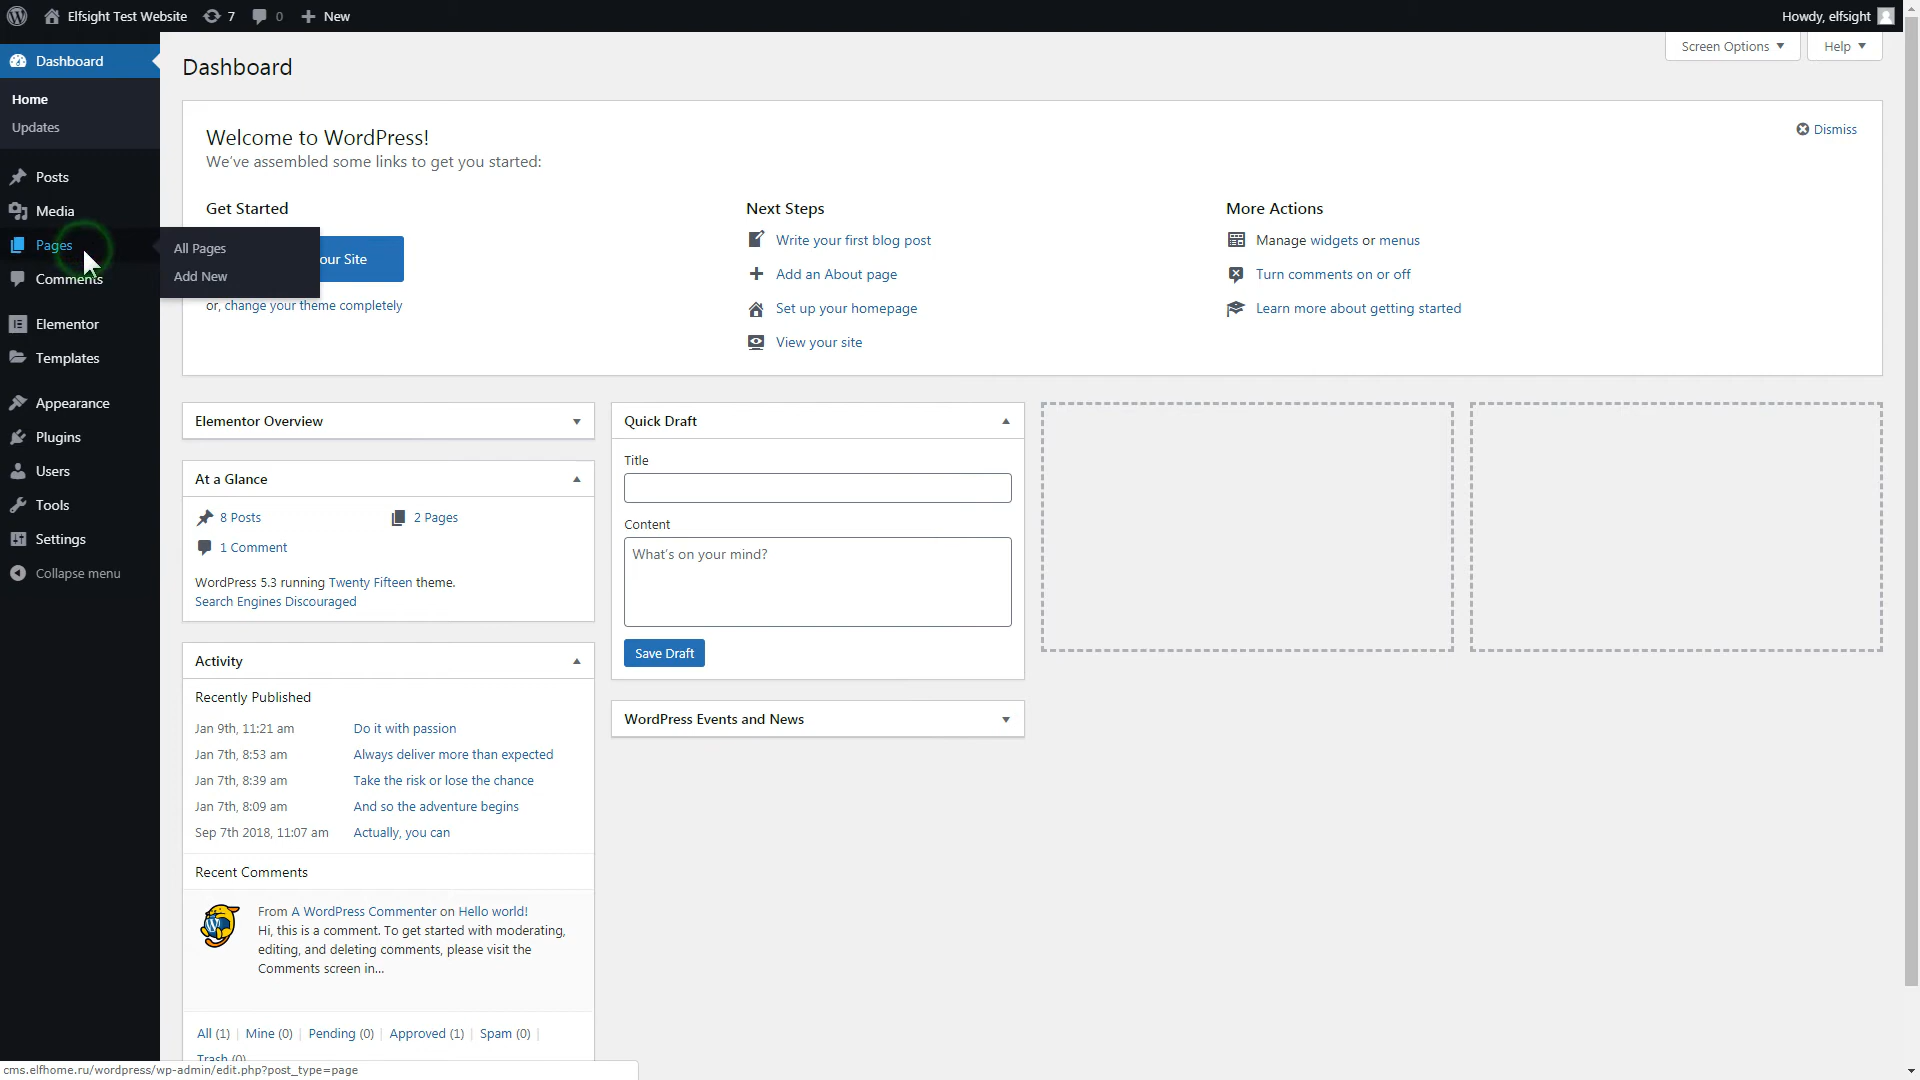 Elfsight Test Website
7
0
New
Howdy, elfsight
Dashboard
Home
Updates
Posts
Media
Pages
Comments
Elementor
Templates
Appearance
Plugins
Users
Tools
Settings
Collapse menu
All Pages
Add New
Dashboard
Screen Options
Help
Welcome to WordPress!
We've assembled some links to get you started:
Dismiss
Get Started
our Site
or, change your theme completely
Next Steps
Write your first blog post
Add an About page
Set up your homepage
View your site
More Actions
Manage widgets or menus
Turn comments on or off
Learn more about getting started
Elementor Overview
At a Glance
8 Posts
2 Pages
1 Comment
WordPress 5.3 running Twenty Fifteen theme.
Search Engines Discouraged
Activity
Recently Published
Jan 9th, 11:21 am Do it with passion
Jan 7th, 8:53 am Always deliver more than expected
Jan 7th, 8:39 am Take the risk or lose the chance
Jan 7th, 8:09 am And so the adventure begins
Sep 7th 2018, 11:07 am Actually, you can
Recent Comments
From A WordPress Commenter on Hello world!
Hi, this is a comment. To get started with moderating,
editing, and deleting comments, please visit the
Comments screen in…
All (1) | Mine (0) | Pending (0) | Approved (1) | Spam (0) |
Trash (0)
Quick Draft
Title
Content
What's on your mind?
Save Draft
WordPress Events and News
cms.elfhome.ru/wordpress/wp-admin/edit.php?post_type=page